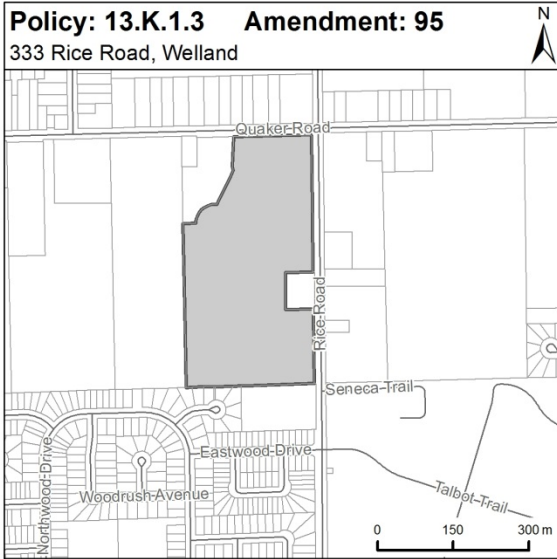 Policy: 13.K.1.3 Amendment: 95
333 Rice Road, Welland
N
Quaker Road
Rice Road
Seneca Trail
Eastwood Drive
Northwood Drive
Woodrush Avenue
Talbot Trail
0 150 300 m